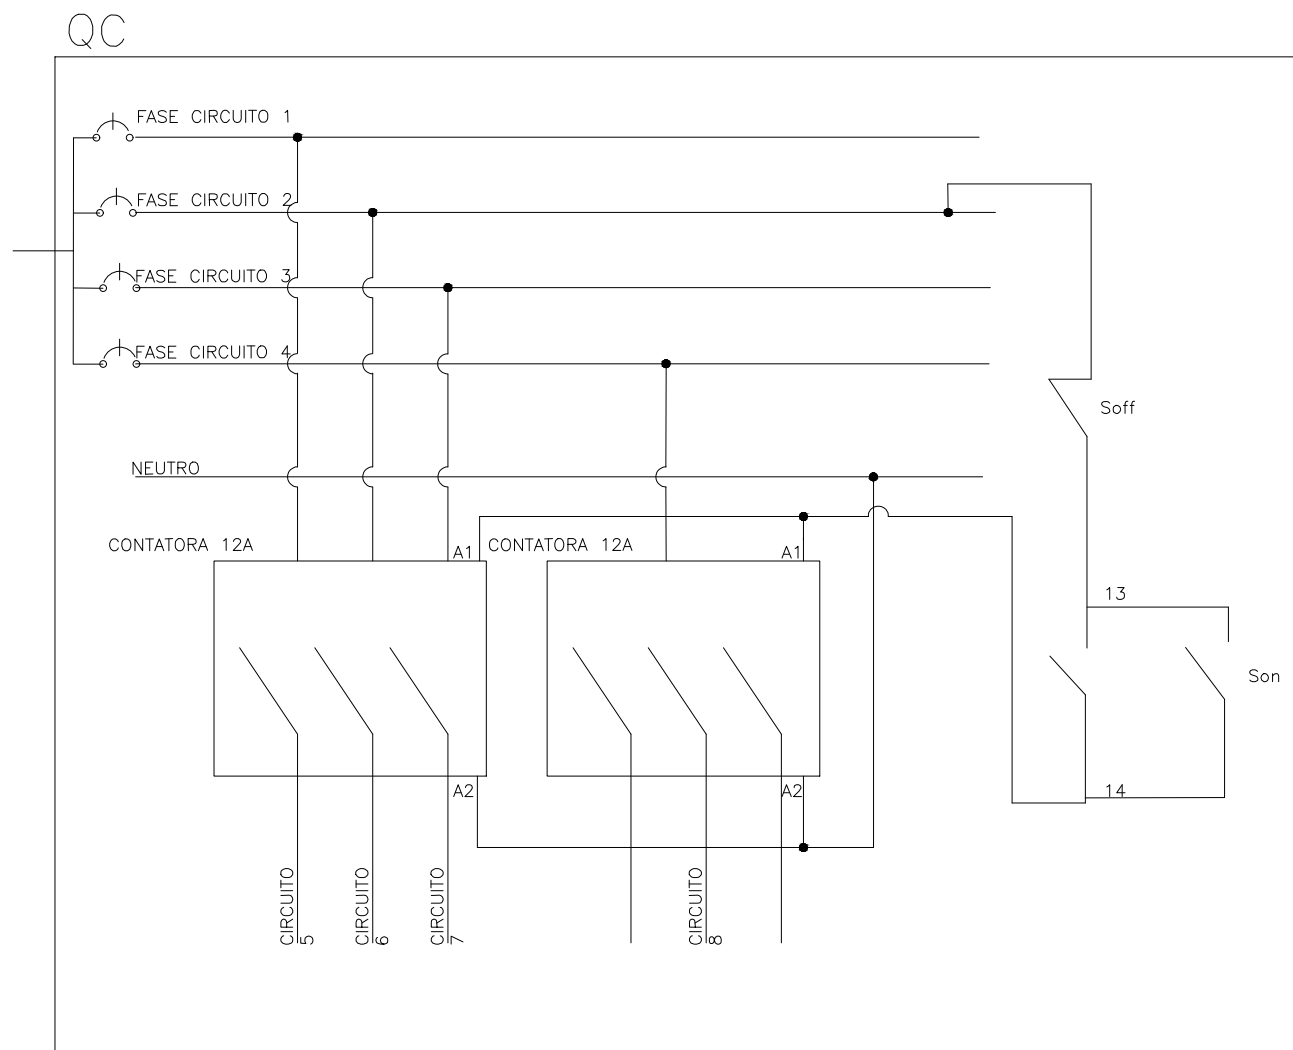 QC
FASE CIRCUITO 1
FASE CIRCUITO 2
FASE CIRCUITO 3
FASE CIRCUITO 4
Soff
NEUTRO
CONTATORA 12A
A1
CONTATORA 12A
A1
13
Son
A2
A2
14
CIRCUITO
5
CIRCUITO
6
CIRCUITO
7
CIRCUITO
8